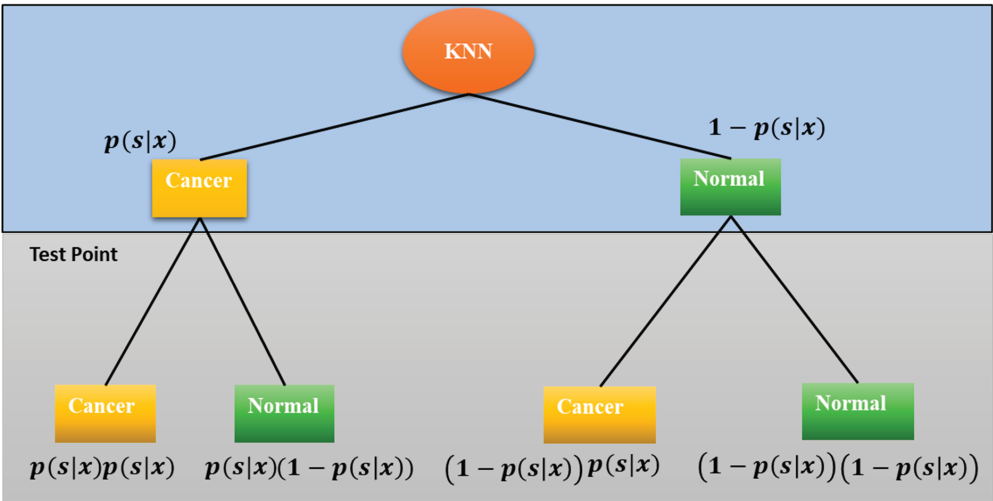 KNN
p(s|x)
1 − p(s|x)
Cancer
Normal
Test Point
Cancer
Normal
Cancer
Normal
p(s|x)p(s|x)
p(s|x)(1 − p(s|x))
(1 − p(s|x))p(s|x)
(1 − p(s|x))(1 − p(s|x))